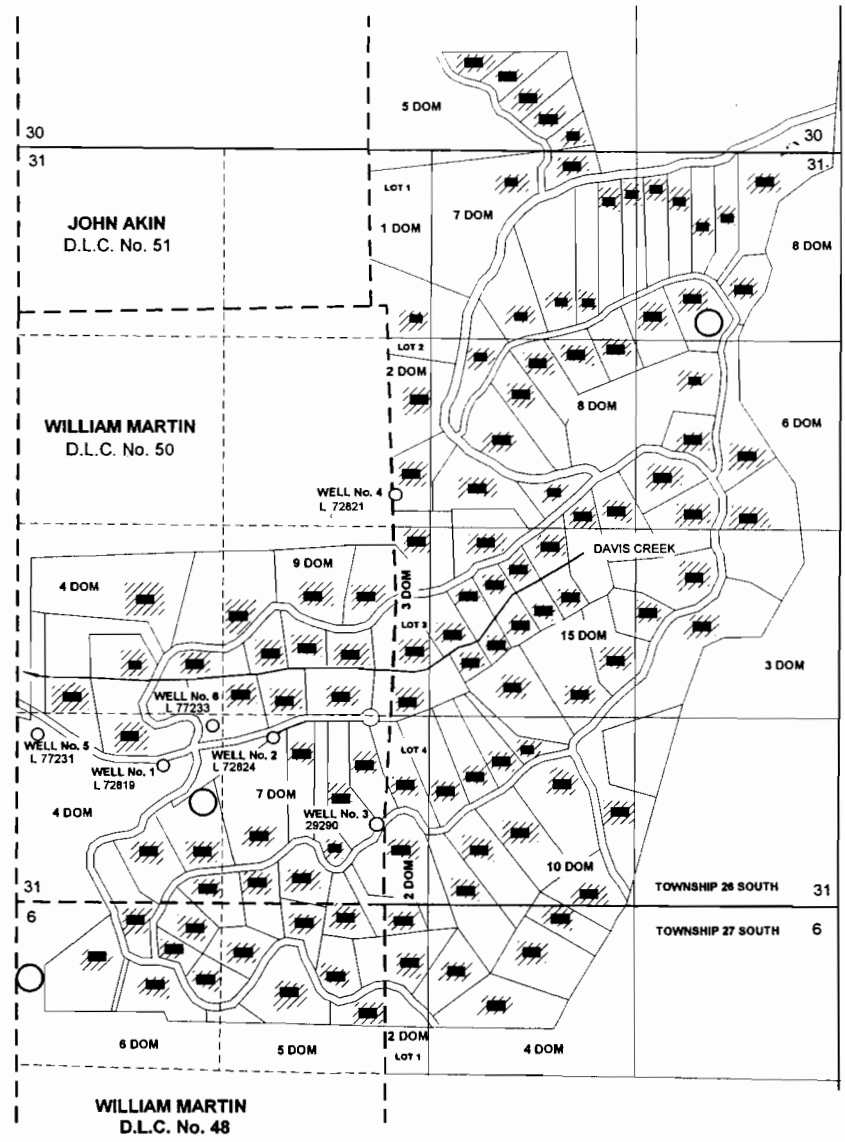 5 DOM
30
30
31
31
LOT 1
JOHN AKIN
D.L.C. No. 51
1 DOM
7 DOM
8 DOM
LOT 2
2 DOM
8 DOM
6 DOM
WILLIAM MARTIN
D.L.C. No. 50
WELL No. 4
L 72821
DAVIS CREEK
9 DOM
4 DOM
3 DOM
LOT 3
15 DOM
3 DOM
WELL No. 6
L 77233
WELL No. 5
L 77231
WELL No. 2
L 72824
WELL No. 1
L 72819
LOT 4
7 DOM
4 DOM
WELL No. 3
29290
10 DOM
2 DOM
31
TOWNSHIP 26 SOUTH
31
6
TOWNSHIP 27 SOUTH
6
2 DOM
6 DOM
5 DOM
LOT 1
4 DOM
WILLIAM MARTIN
D.L.C. No. 48